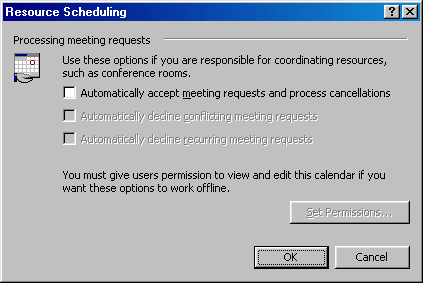 Resource Scheduling
Processing meeting requests
Use these options if you are responsible for coordinating resources,
such as conference rooms.
Automatically accept meeting requests and process cancellations
Automatically decline conflicting meeting requests
Automatically decline recurring meeting requests
You must give users permission to view and edit this calendar if you
want these options to work offline.
Set Permissions...
OK
Cancel